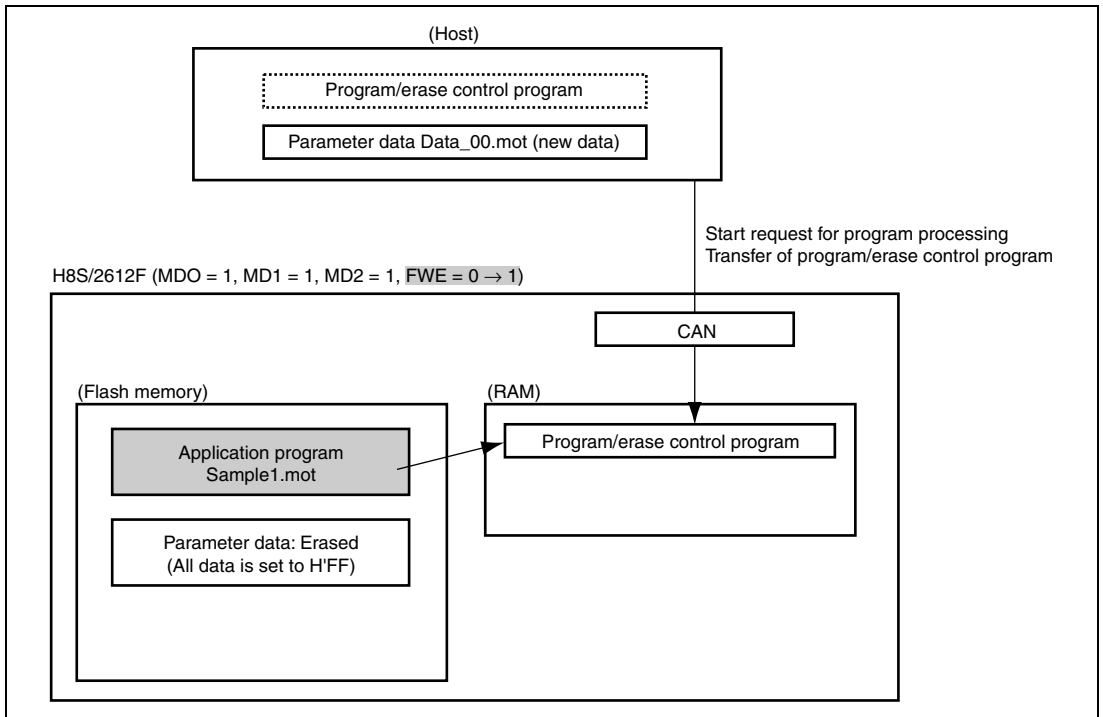 (Host)
Program/erase control program
Parameter data Data_00.mot (new data)
Start request for program processing
Transfer of program/erase control program
H8S/2612F (MDO = 1, MD1 = 1, MD2 = 1, FWE = 0 → 1)
CAN
(Flash memory)
(RAM)
Application program
Sample1.mot
Program/erase control program
Parameter data: Erased
(All data is set to H'FF)